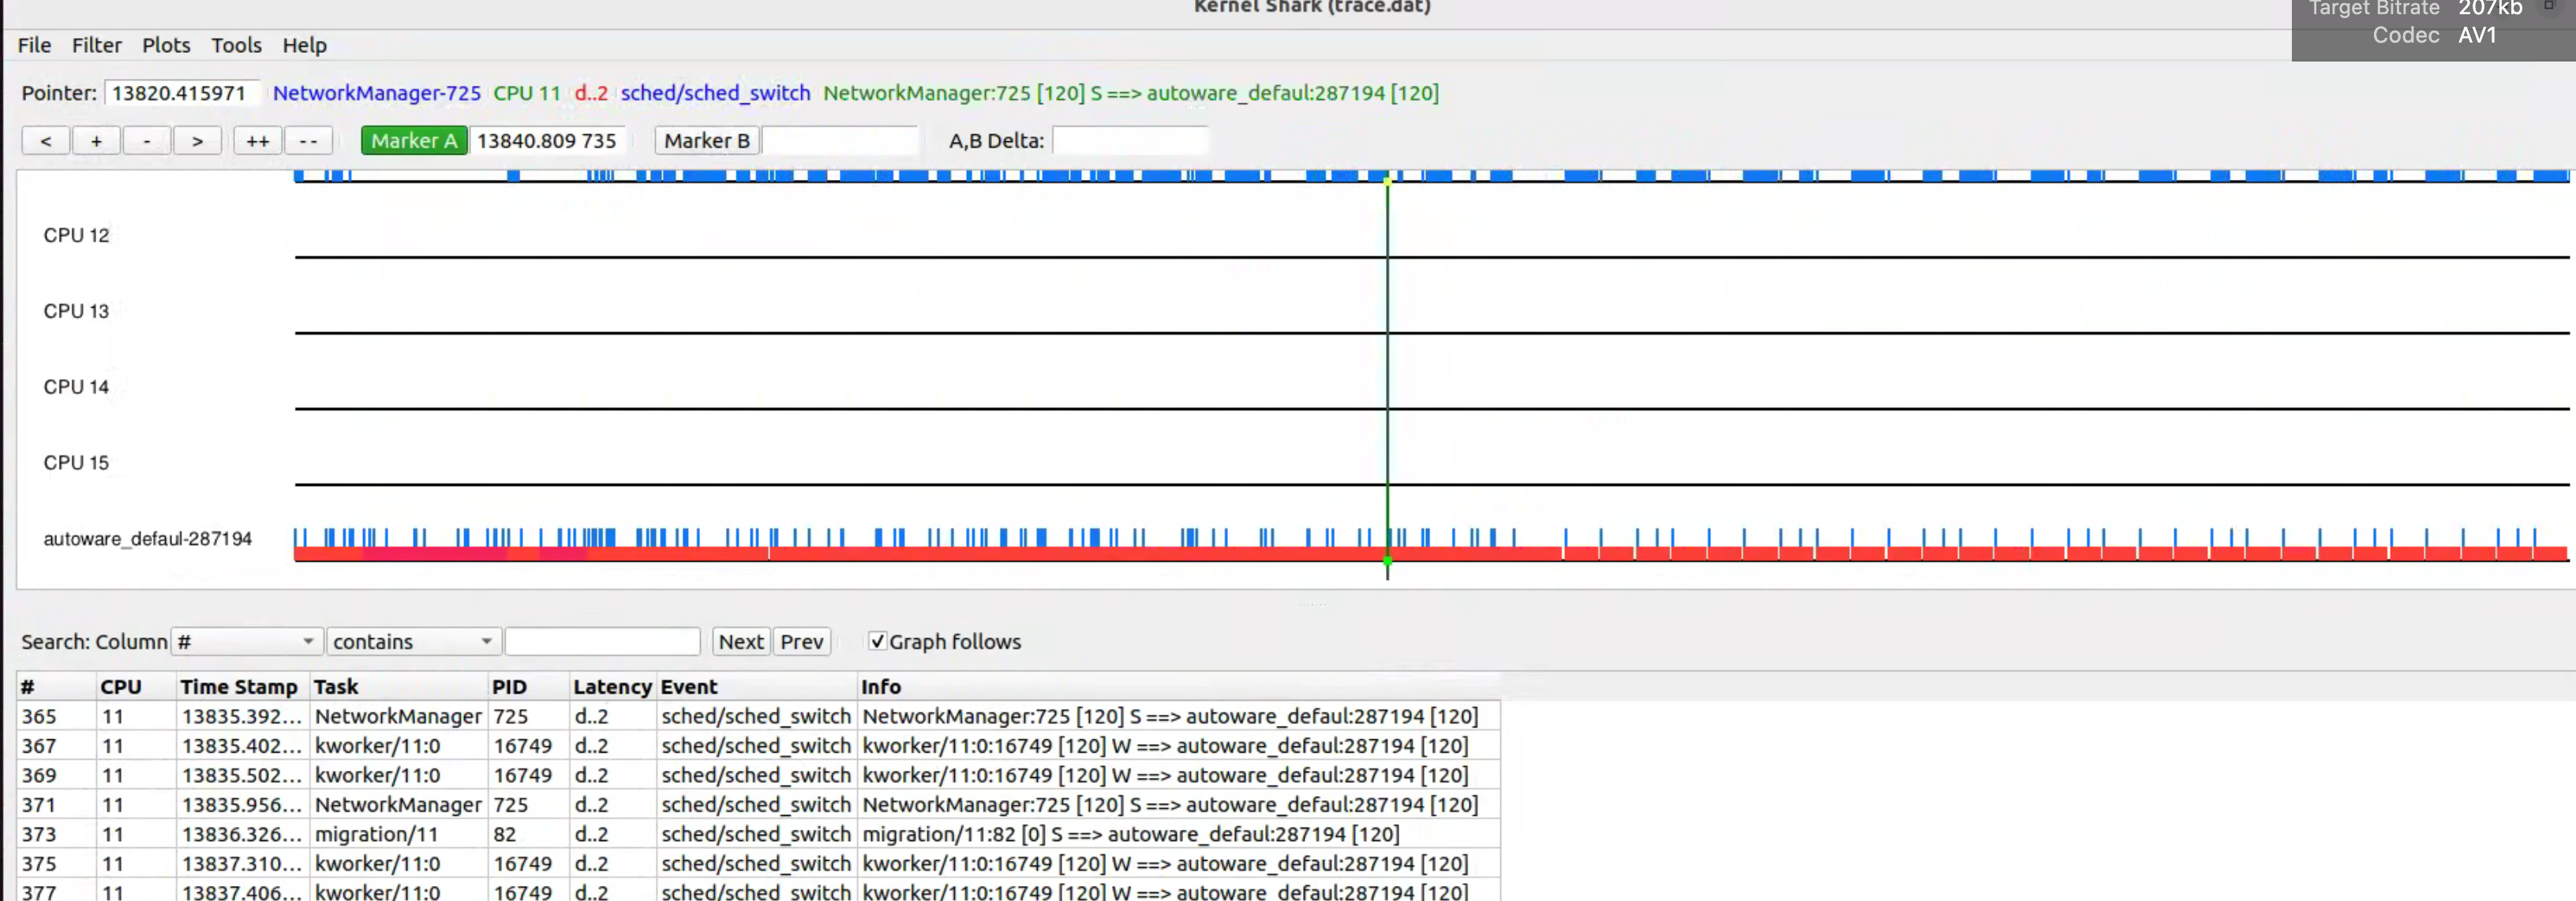 Kernel Shark (trace.dat)
Target Bitrate 207kb
Codec AV1
File Filter Plots Tools Help
Pointer: 13820.415971 NetworkManager-725 CPU 11 d..2 sched/sched_switch NetworkManager:725 [120] S ==> autoware_defaul:287194 [120]
< + - > ++ -- Marker A 13840.809 735 Marker B A,B Delta:
CPU 12
CPU 13
CPU 14
CPU 15
autoware_defaul-287194
Search: Column # contains Next Prev Graph follows
# CPU Time Stamp Task PID Latency Event Info
365 11 13835.392... NetworkManager 725 d..2 sched/sched_switch NetworkManager:725 [120] S ==> autoware_defaul:287194 [120]
367 11 13835.402... kworker/11:0 16749 d..2 sched/sched_switch kworker/11:0:16749 [120] W ==> autoware_defaul:287194 [120]
369 11 13835.502... kworker/11:0 16749 d..2 sched/sched_switch kworker/11:0:16749 [120] W ==> autoware_defaul:287194 [120]
371 11 13835.956... NetworkManager 725 d..2 sched/sched_switch NetworkManager:725 [120] S ==> autoware_defaul:287194 [120]
373 11 13836.326... migration/11 82 d..2 sched/sched_switch migration/11:82 [0] S ==> autoware_defaul:287194 [120]
375 11 13837.310... kworker/11:0 16749 d..2 sched/sched_switch kworker/11:0:16749 [120] W ==> autoware_defaul:287194 [120]
377 11 13837.406... kworker/11:0 16749 d..2 sched/sched_switch kworker/11:0:16749 [120] W ==> autoware_defaul:287194 [120]